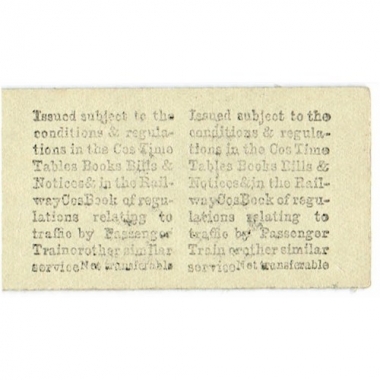 Issued subject to the
conditions & regula-
tions in the Cos Time
Tables Books Bills &
Notices & in the Rail-
way Cos Book of regu-
lations relating to
traffic by Passenger
Train or other similar
service Not transferable
Issued subject to the
conditions & regula-
tions in the Cos Time
Tables Books Bills &
Notices & in the Rail-
way Cos Book of regu-
lations relating to
traffic by Passenger
Train or other similar
service Not transferable